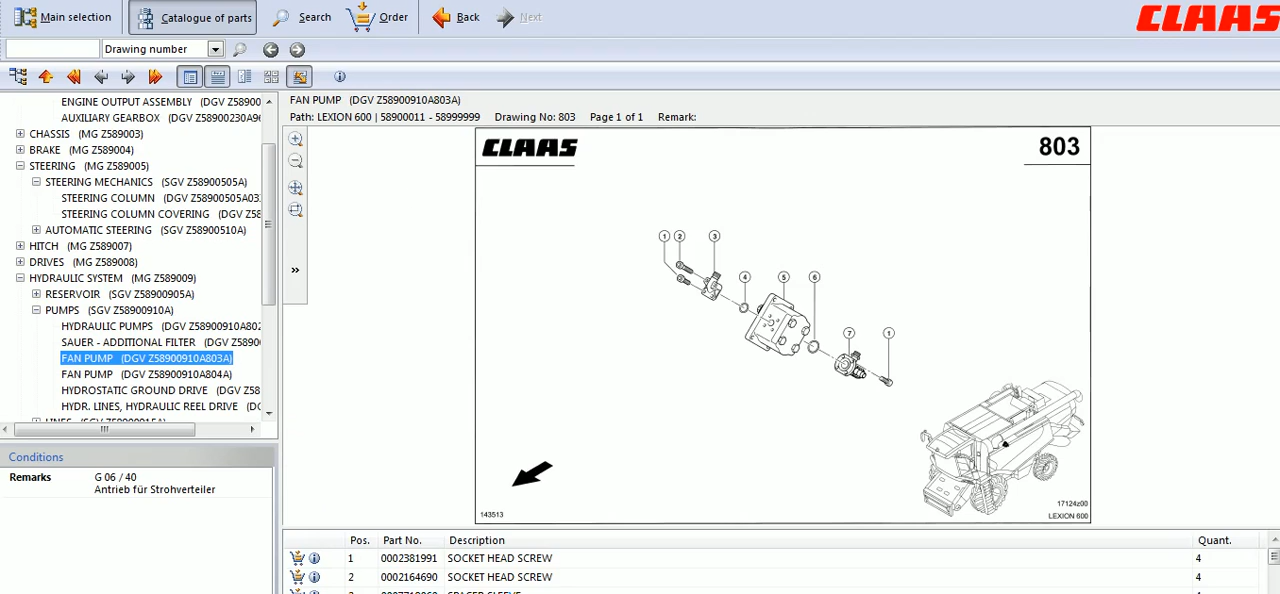 Main selection
Catalogue of parts
Search
Order
Back
Next
CLAAS
Drawing number
ENGINE OUTPUT ASSEMBLY (DGV Z58900
AUXILIARY GEARBOX (DGV Z58900230A96
CHASSIS (MG Z589003)
BRAKE (MG Z589004)
STEERING (MG Z589005)
STEERING MECHANICS (SGV Z58900505A)
STEERING COLUMN (DGV Z58900505A03
STEERING COLUMN COVERING (DGV Z58
AUTOMATIC STEERING (SGV Z58900510A)
HITCH (MG Z589007)
DRIVES (MG Z589008)
HYDRAULIC SYSTEM (MG Z589009)
RESERVOIR (SGV Z58900905A)
PUMPS (SGV Z58900910A)
HYDRAULIC PUMPS (DGV Z58900910A802
SAUER - ADDITIONAL FILTER (DGV Z5890
FAN PUMP (DGV Z58900910A803A)
FAN PUMP (DGV Z58900910A804A)
HYDROSTATIC GROUND DRIVE (DGV Z58
HYDR. LINES, HYDRAULIC REEL DRIVE (DG
Conditions
Remarks G 06 / 40
Antrieb für Strohverteiler
FAN PUMP (DGV Z58900910A803A)
Path: LEXION 600 | 58900011 - 58999999 Drawing No: 803 Page 1 of 1 Remark:
»
CLAAS
803
1 2 3
4 5 6
7 1
143513
17124z00
LEXION 600
Pos. Part No. Description Quant.
1 0002381991 SOCKET HEAD SCREW 4
2 0002164690 SOCKET HEAD SCREW 4